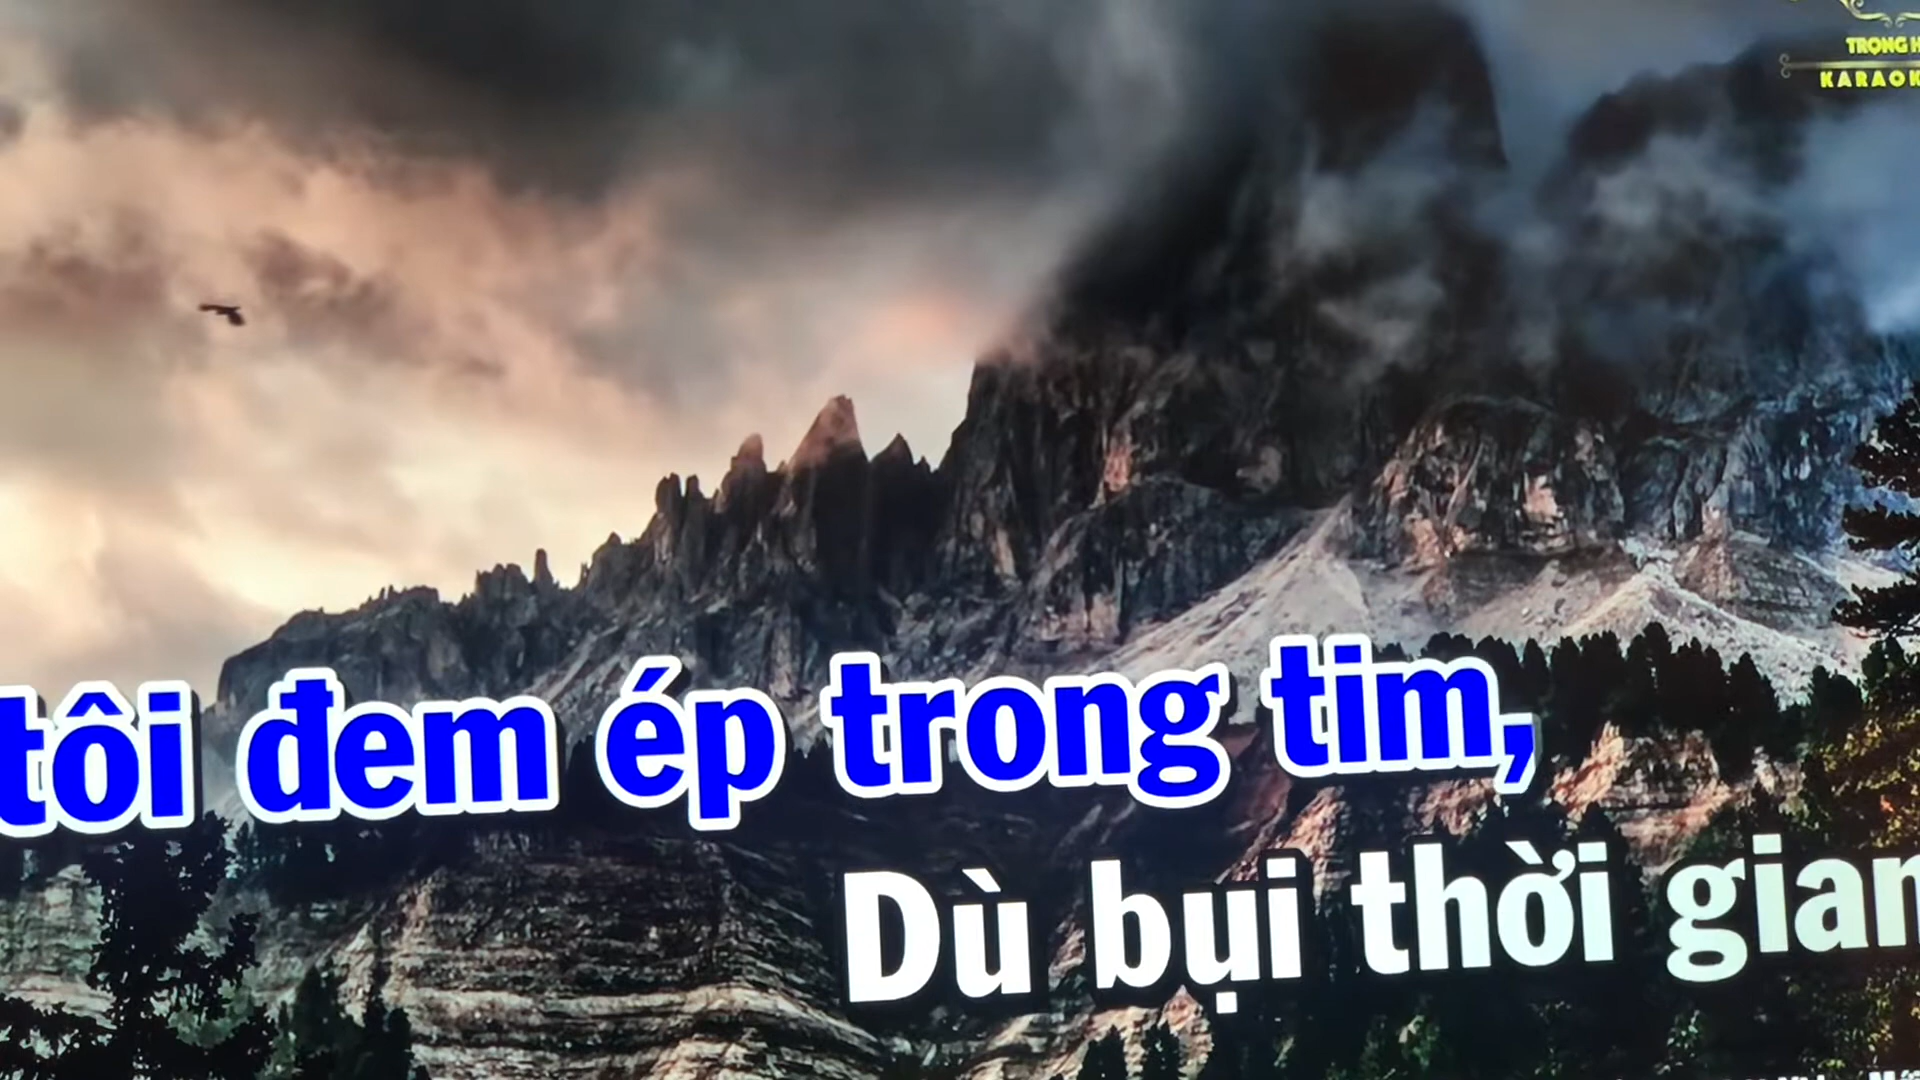 TRỌNG H
KARAOK
tôi đem ép trong tim,
Dù bụi thời gian